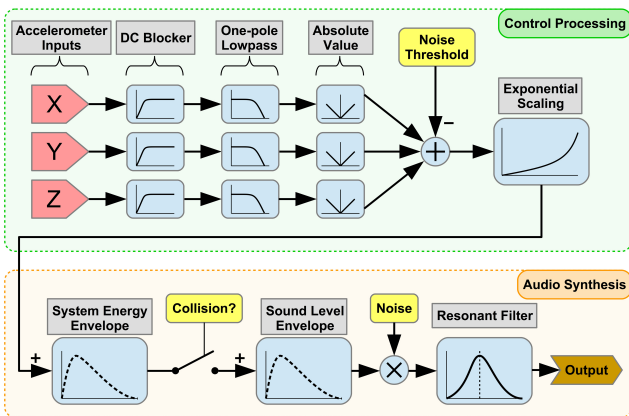 Control Processing
Accelerometer
Inputs
DC Blocker
One-pole
Lowpass
Absolute
Value
Noise
Threshold
Exponential
Scaling
X
Y
Z
+
−
Audio Synthesis
System Energy
Envelope
Collision?
Sound Level
Envelope
Noise
Resonant Filter
+
+
×
Output